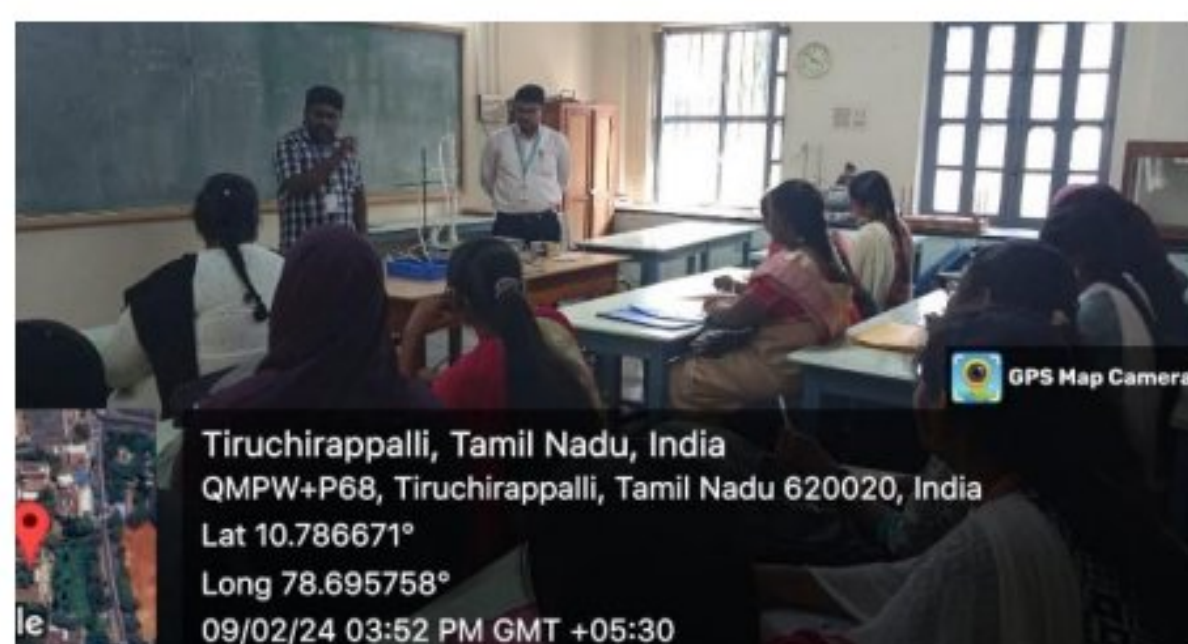 GPS Map Camera
Tiruchirappalli, Tamil Nadu, India
QMPW+P68, Tiruchirappalli, Tamil Nadu 620020, India
Lat 10.786671°
Long 78.695758°
le
09/02/24 03:52 PM GMT +05:30